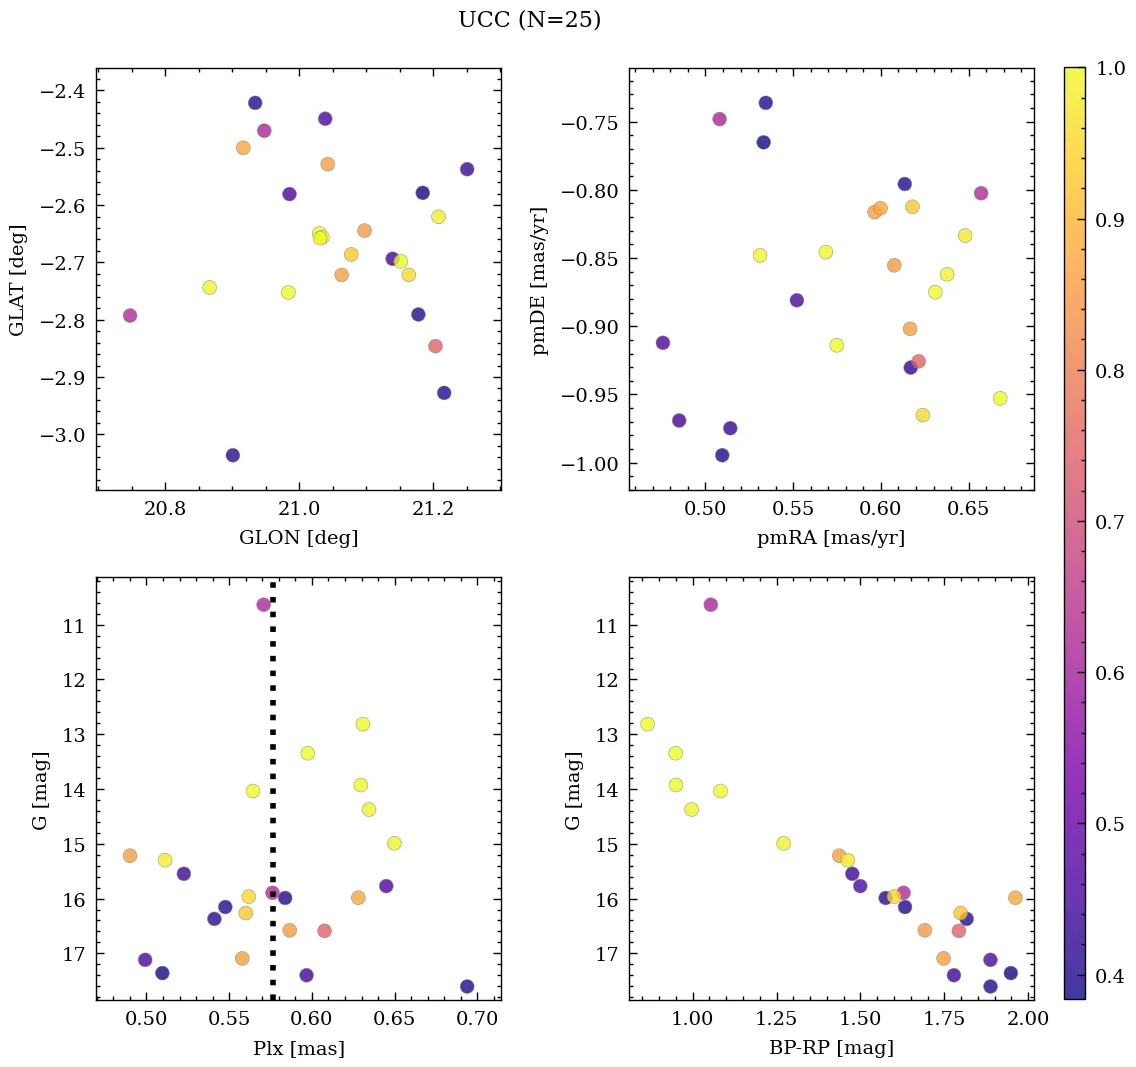 UCC (N=25)
−2.4
−2.5
−2.6
−2.7
−2.8
−2.9
−3.0
GLAT [deg]
20.8 21.0 21.2
GLON [deg]
−0.75
−0.80
−0.85
−0.90
−0.95
−1.00
pmDE [mas/yr]
0.50 0.55 0.60 0.65
pmRA [mas/yr]
11
12
13
14
15
16
17
G [mag]
0.50 0.55 0.60 0.65 0.70
Plx [mas]
11
12
13
14
15
16
17
G [mag]
1.00 1.25 1.50 1.75 2.00
BP-RP [mag]
1.0
0.9
0.8
0.7
0.6
0.5
0.4